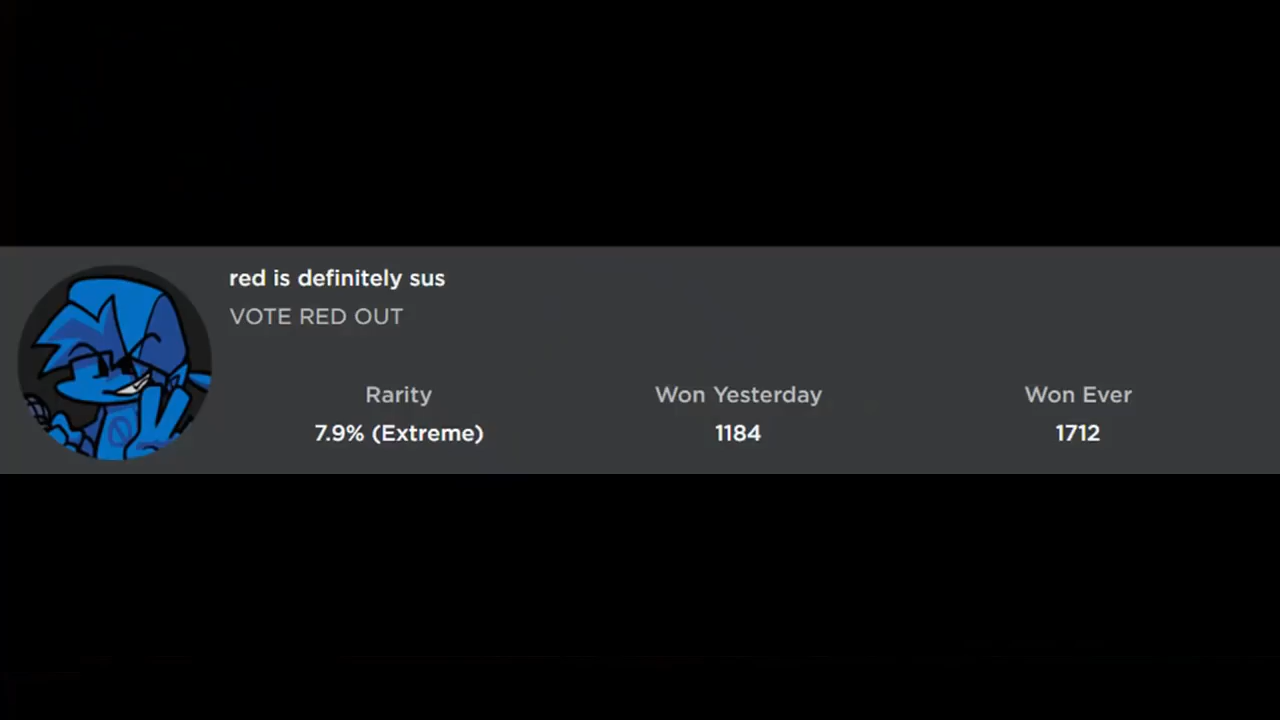 red is definitely sus
VOTE RED OUT
Rarity Won Yesterday Won Ever
7.9% (Extreme) 1184 1712